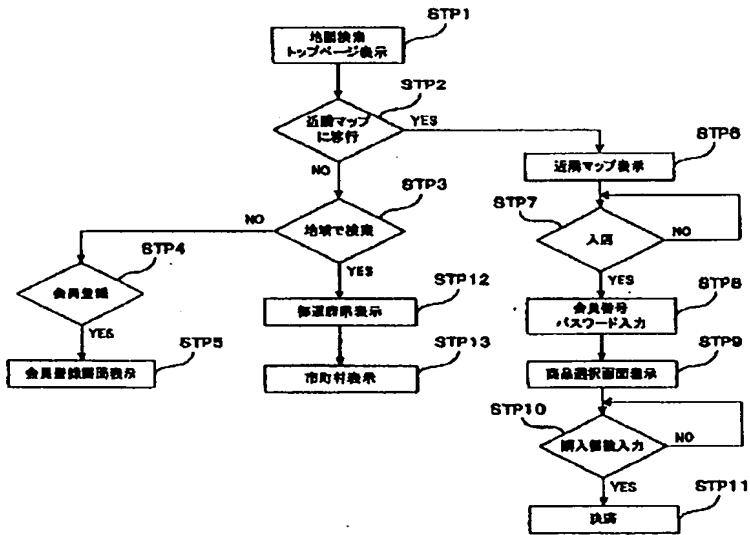 STP1
地図検索
トップページ表示
STP2
近隣マップ
に移行
YES
NO
STP6
近隣マップ表示
STP3
地域で検索
NO
YES
STP7
入店
NO
YES
STP4
会員登録
YES
STP12
都道府県表示
STP8
会員番号
パスワード入力
STP5
会員登録画面表示
STP13
市町村表示
STP9
商品選択画面表示
STP10
購入個数入力
NO
YES
STP11
決済